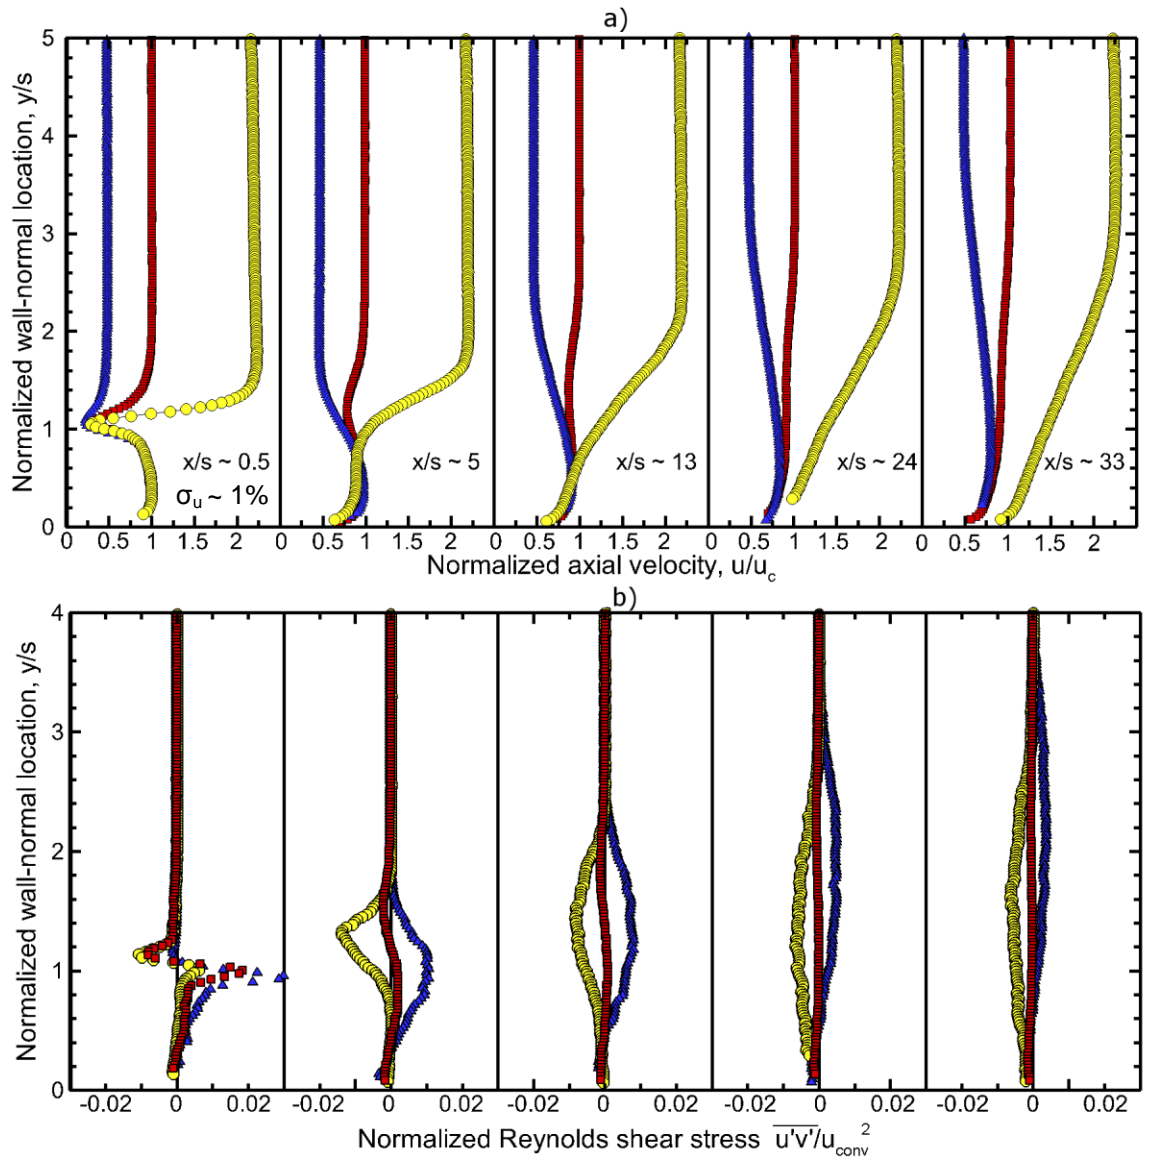 a)
5
4
3
2
1
0
Normalized wall-normal location, y/s
x/s ~ 0.5
σu ~ 1%
x/s ~ 5
x/s ~ 13
x/s ~ 24
x/s ~ 33
0 0.5 1 1.5 2 0 0.5 1 1.5 2 0 0.5 1 1.5 2 0 0.5 1 1.5 2 0 0.5 1 1.5 2
Normalized axial velocity, u/uc
b)
4
3
2
1
0
Normalized wall-normal location, y/s
-0.02 0 0.02 -0.02 0 0.02 -0.02 0 0.02 -0.02 0 0.02 -0.02 0 0.02
Normalized Reynolds shear stress u'v'/uconv²